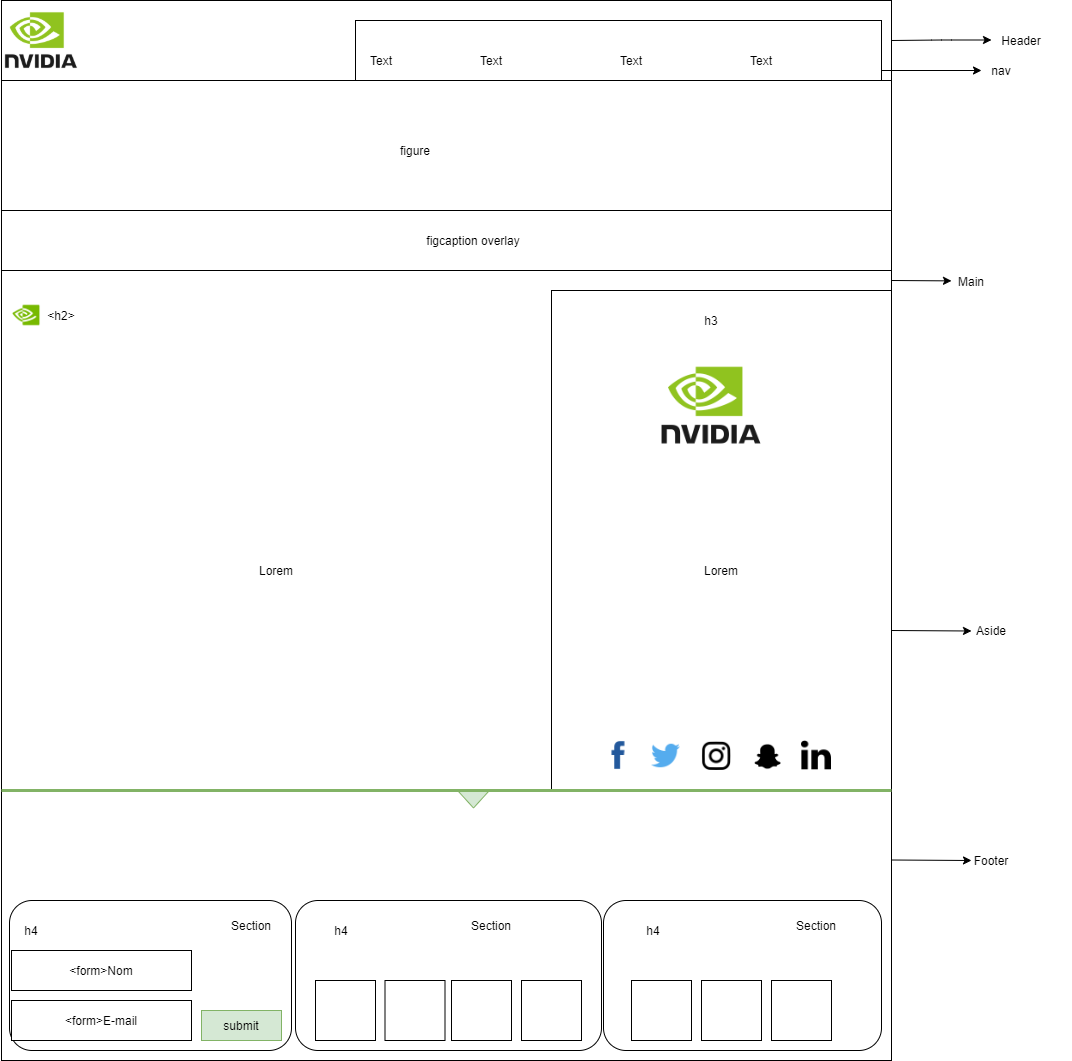 NVIDIA
Text Text Text Text
Header
nav
figure
figcaption overlay
Main
<h2>
h3
NVIDIA
Lorem
Lorem
Aside
Footer
h4 Section
<form>Nom
<form>E-mail
submit
h4 Section
h4 Section